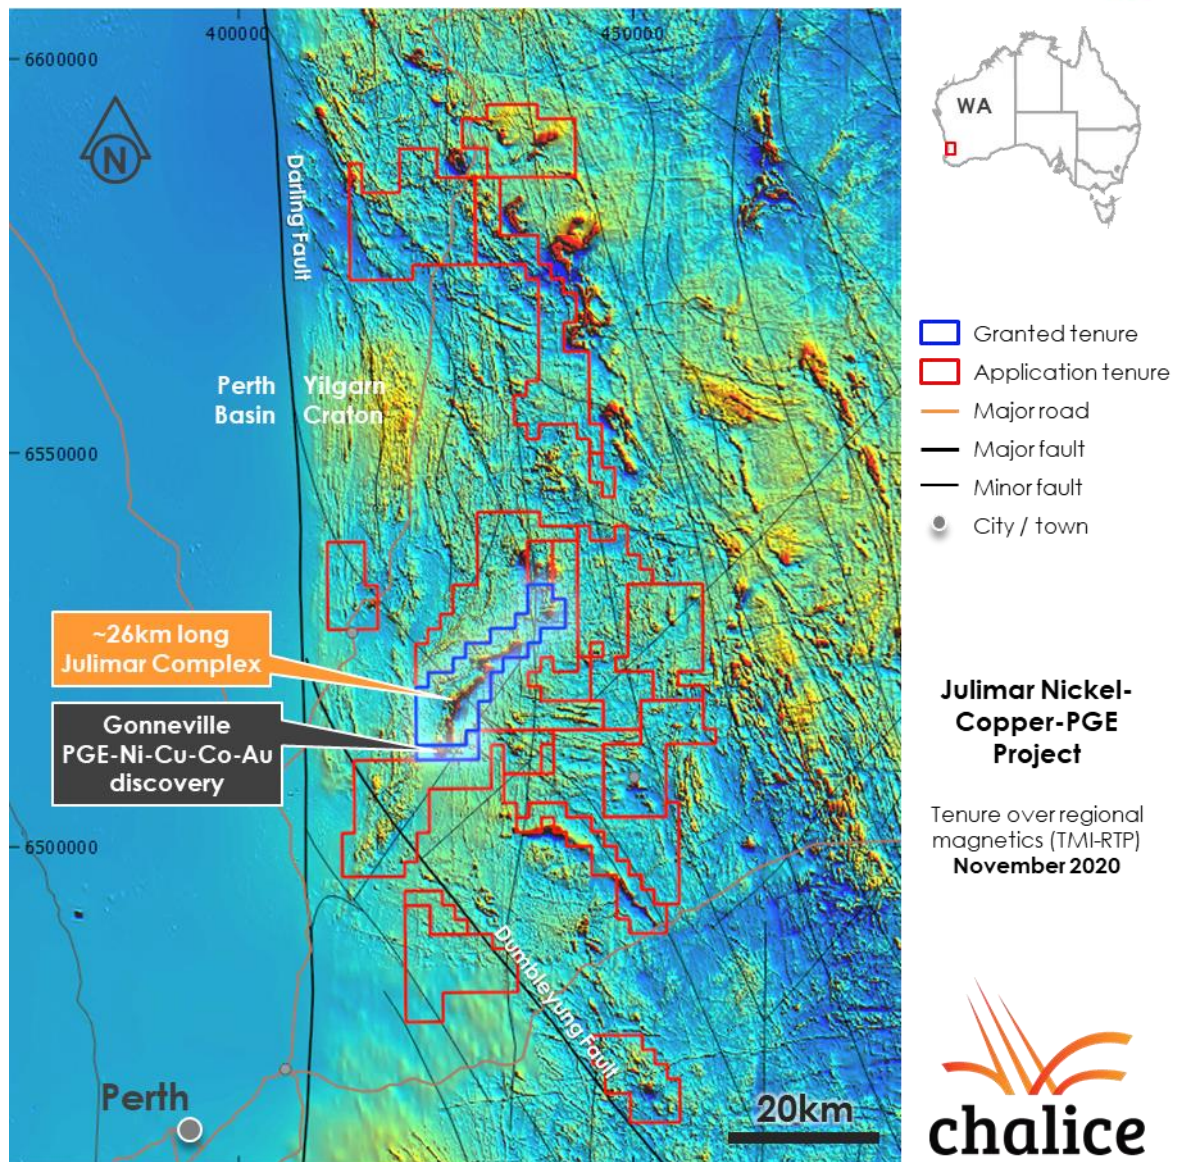 400000
450000
6600000
N
Darling Fault
Perth Basin
Yilgarn Craton
6550000
~26km long
Julimar Complex
Gonneville
PGE-Ni-Cu-Co-Au
discovery
6500000
Dumbleyung Fault
Perth
20km
WA
Granted tenure
Application tenure
Major road
Major fault
Minor fault
City / town
Julimar Nickel-
Copper-PGE
Project
Tenure over regional
magnetics (TMI-RTP)
November 2020
chalice